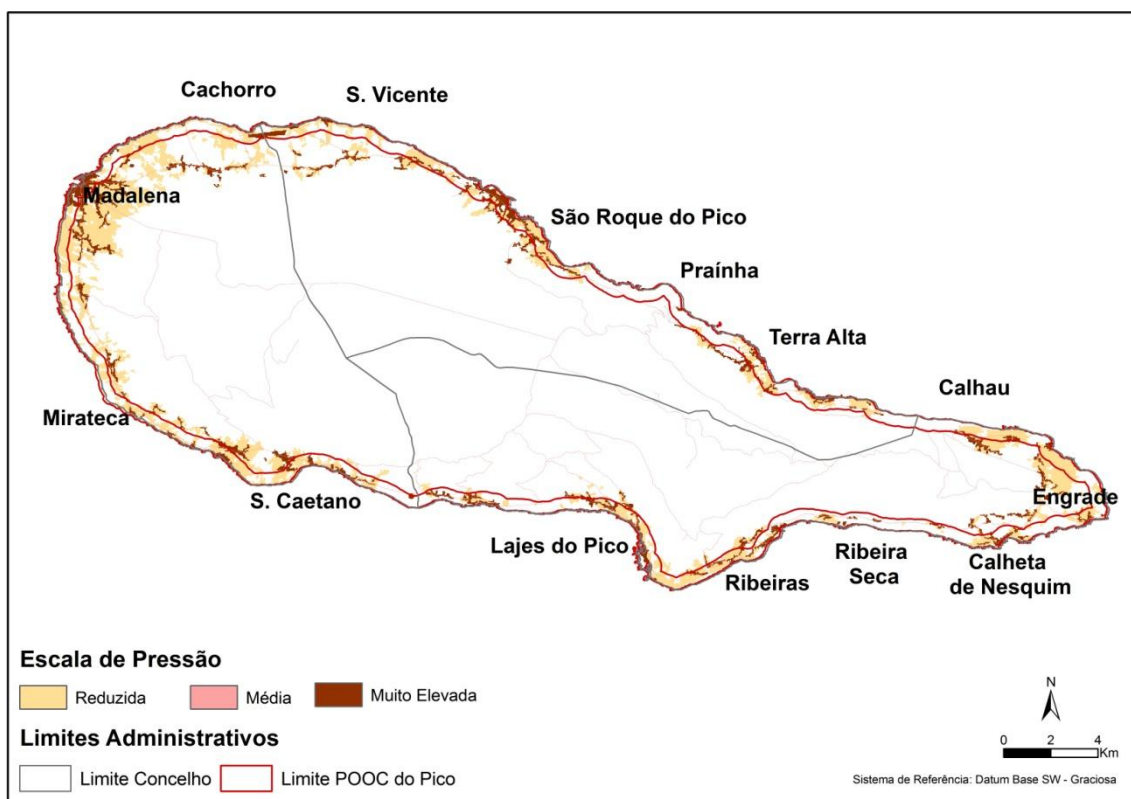 Cachorro
S. Vicente
Madalena
São Roque do Pico
Praínha
Terra Alta
Calhau
Mirateca
S. Caetano
Engrade
Lajes do Pico
Ribeiras
Ribeira
Seca
Calheta
de Nesquim
Escala de Pressão
Reduzida
Média
Muito Elevada
Limites Administrativos
Limite Concelho
Limite POOC do Pico
N
0 2 4
Km
Sistema de Referência: Datum Base SW - Graciosa